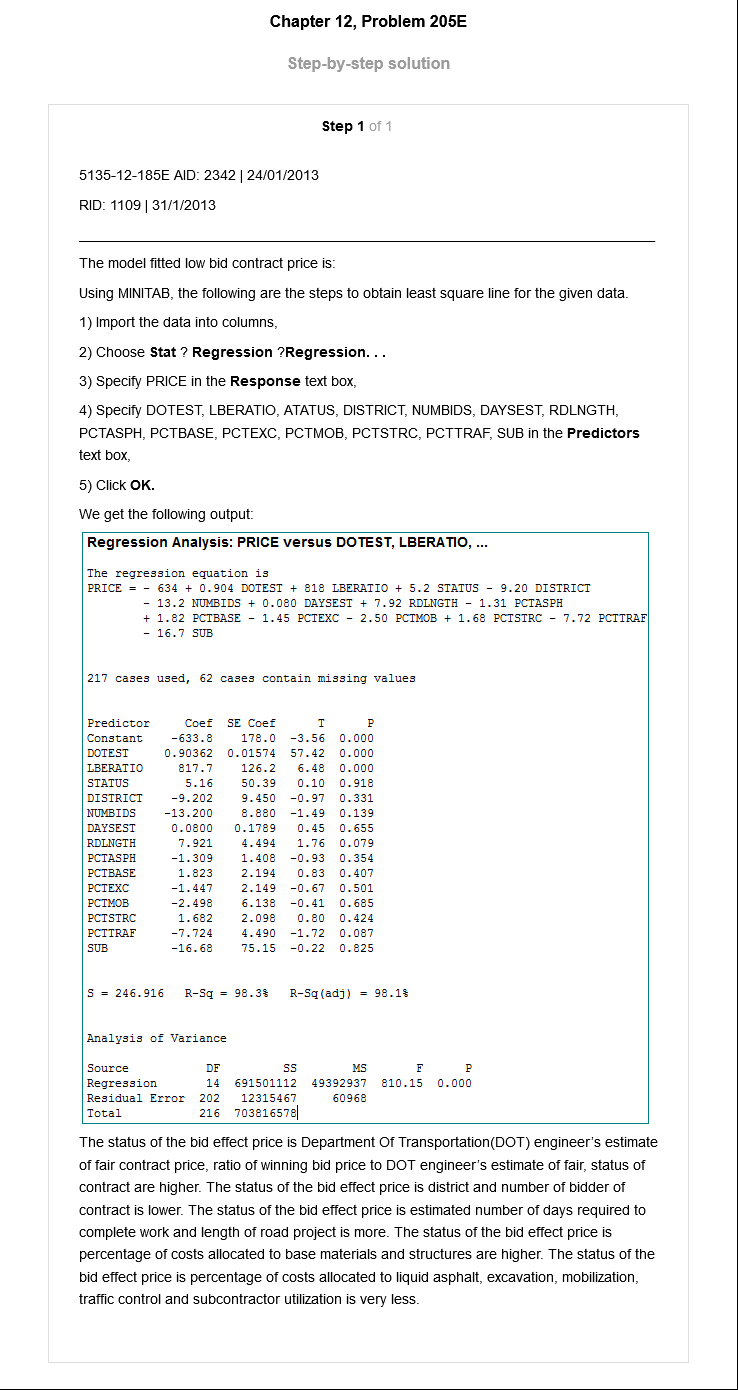 Chapter 12, Problem 205E
Step-by-step solution
Step 1 of 1
5135-12-185E AID: 2342 | 24/01/2013
RID: 1109 | 31/1/2013
The model fitted low bid contract price is:
Using MINITAB, the following are the steps to obtain least square line for the given data.
1) Import the data into columns,
2) Choose Stat ? Regression ?Regression. . .
3) Specify PRICE in the Response text box,
4) Specify DOTEST, LBERATIO, ATATUS, DISTRICT, NUMBIDS, DAYSEST, RDLNGTH,
PCTASPH, PCTBASE, PCTEXC, PCTMOB, PCTSTRC, PCTTRAF, SUB in the Predictors
text box,
5) Click OK.
We get the following output:
Regression Analysis: PRICE versus DOTEST, LBERATIO, ...
The regression equation is
PRICE = - 634 + 0.904 DOTEST + 818 LBERATIO + 5.2 STATUS - 9.20 DISTRICT
- 13.2 NUMBIDS + 0.080 DAYSEST + 7.92 RDLNGTH - 1.31 PCTASPH
+ 1.82 PCTBASE - 1.45 PCTEXC - 2.50 PCTMOB + 1.68 PCTSTRC - 7.72 PCTTRAF
- 16.7 SUB
217 cases used, 62 cases contain missing values
Predictor Coef SE Coef T P
Constant -633.8 178.0 -3.56 0.000
DOTEST 0.90362 0.01574 57.42 0.000
LBERATIO 817.7 126.2 6.48 0.000
STATUS 5.16 50.39 0.10 0.918
DISTRICT -9.202 9.450 -0.97 0.331
NUMBIDS -13.200 8.880 -1.49 0.139
DAYSEST 0.0800 0.1789 0.45 0.655
RDLNGTH 7.921 4.494 1.76 0.079
PCTASPH -1.309 1.408 -0.93 0.354
PCTBASE 1.823 2.194 0.83 0.407
PCTEXC -1.447 2.149 -0.67 0.501
PCTMOB -2.498 6.138 -0.41 0.685
PCTSTRC 1.682 2.098 0.80 0.424
PCTTRAF -7.724 4.490 -1.72 0.087
SUB -16.68 75.15 -0.22 0.825
S = 246.916 R-Sq = 98.3% R-Sq(adj) = 98.1%
Analysis of Variance
Source DF SS MS F P
Regression 14 691501112 49392937 810.15 0.000
Residual Error 202 12315467 60968
Total 216 703816578
The status of the bid effect price is Department Of Transportation(DOT) engineer's estimate
of fair contract price, ratio of winning bid price to DOT engineer's estimate of fair, status of
contract are higher. The status of the bid effect price is district and number of bidder of
contract is lower. The status of the bid effect price is estimated number of days required to
complete work and length of road project is more. The status of the bid effect price is
percentage of costs allocated to base materials and structures are higher. The status of the
bid effect price is percentage of costs allocated to liquid asphalt, excavation, mobilization,
traffic control and subcontractor utilization is very less.